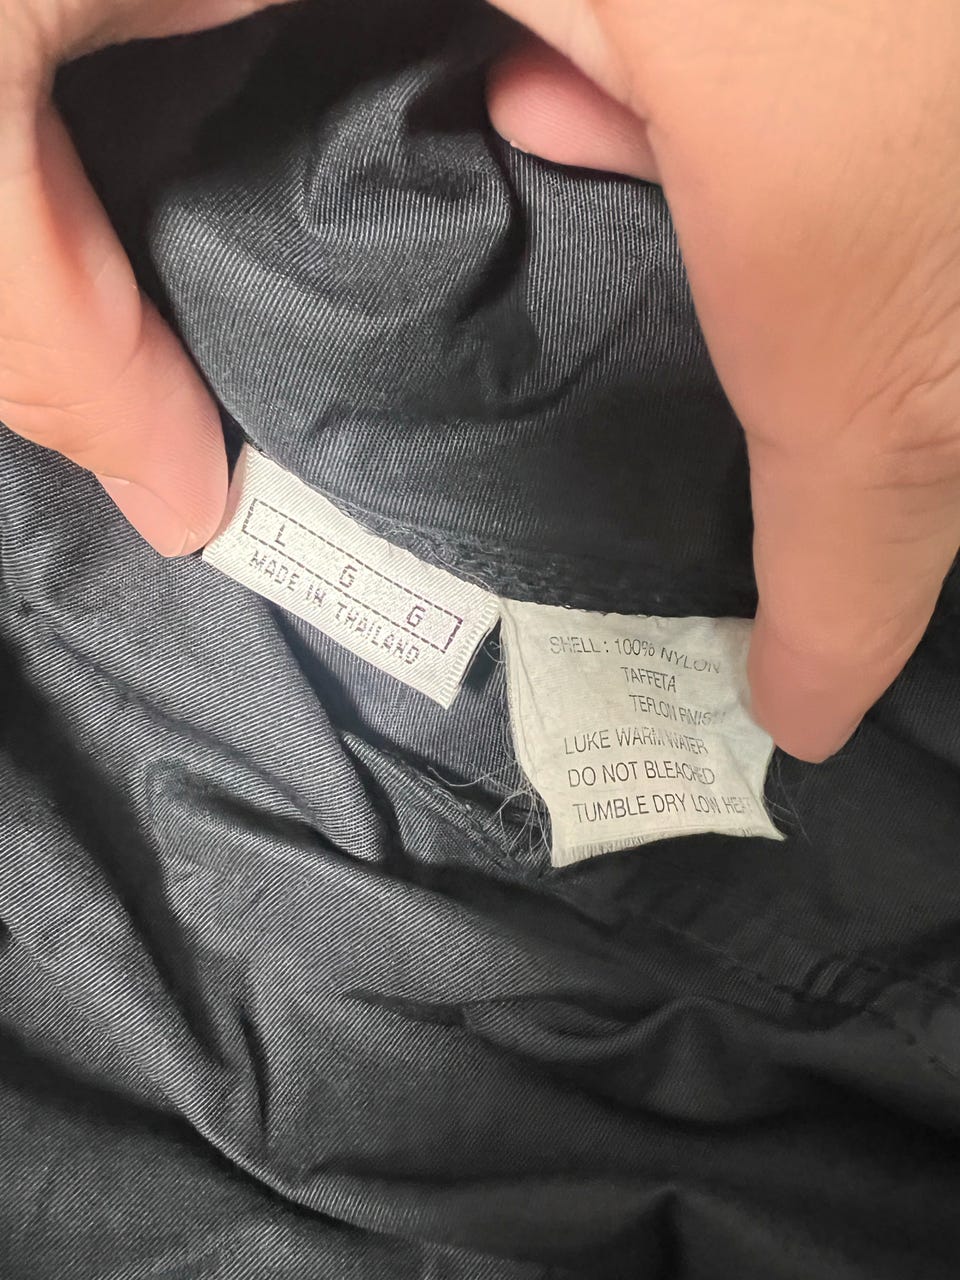 L G G
MADE IN THAILAND
SHELL : 100% NYLON
TAFFETA
TEFLON FINISH
LUKE WARM WATER
DO NOT BLEACHED
TUMBLE DRY LOW HEAT